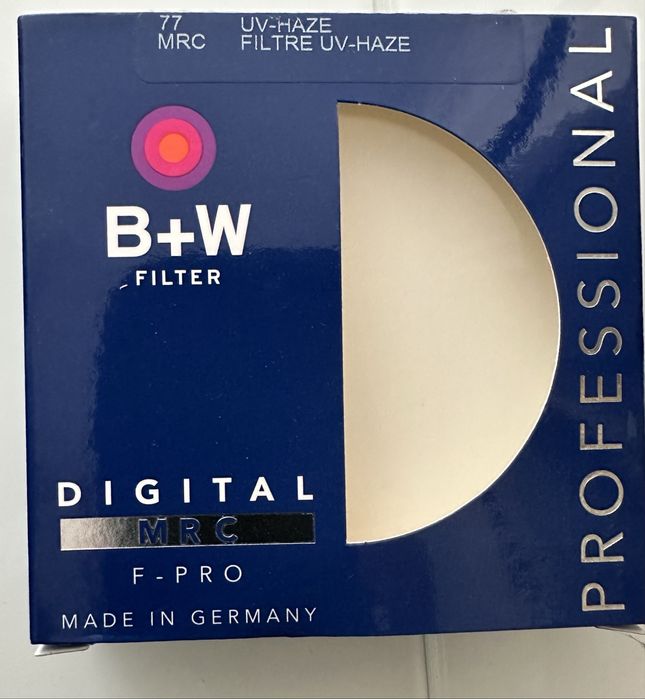 77 UV-HAZE
MRC FILTRE UV-HAZE
B+W
FILTER
DIGITAL
MRC
F-PRO
MADE IN GERMANY
PROFESSIONAL